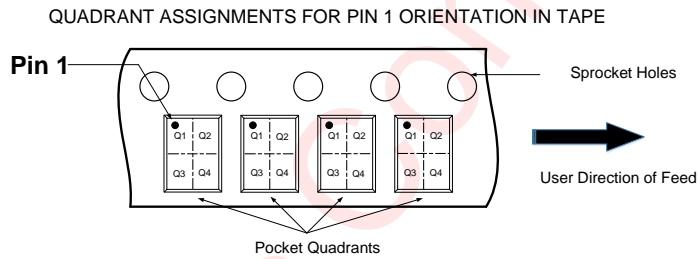 QUADRANT ASSIGNMENTS FOR PIN 1 ORIENTATION IN TAPE
Pin 1
Sprocket Holes
Q1 Q2 Q1 Q2 Q1 Q2 Q1 Q2
Q3 Q4 Q3 Q4 Q3 Q4 Q3 Q4
User Direction of Feed
Pocket Quadrants